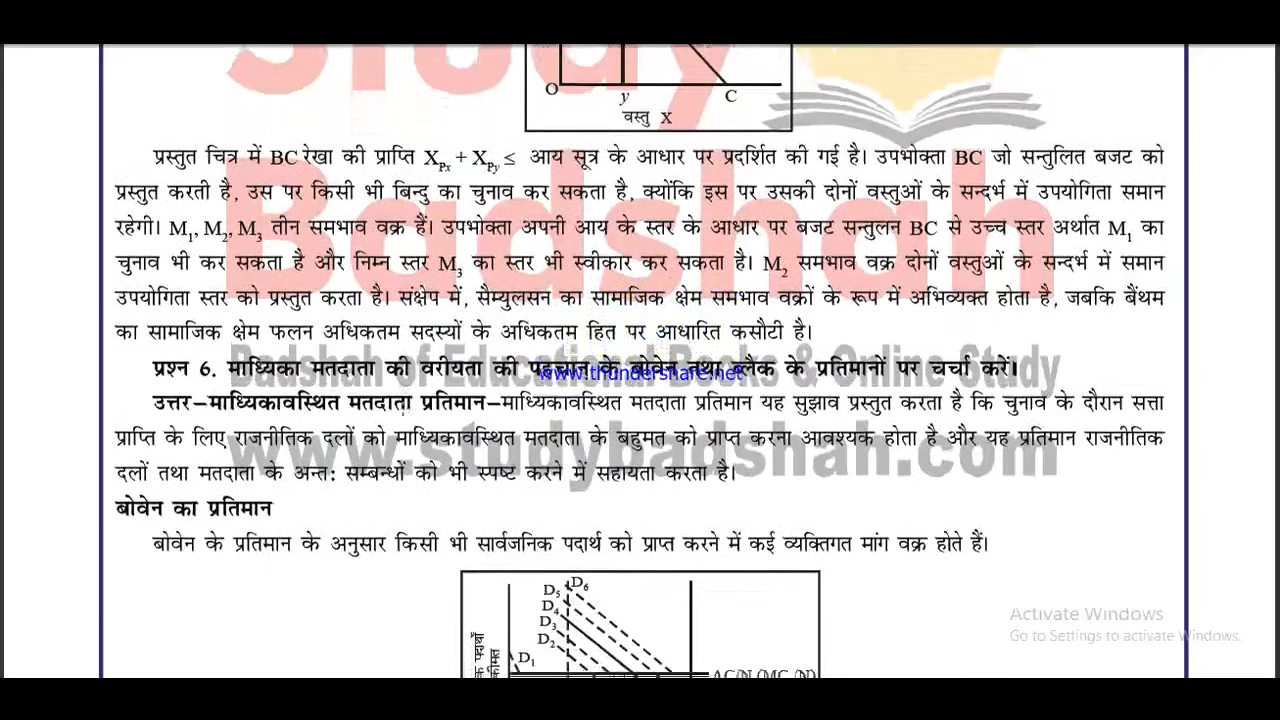 Study
O
y
C
वस्तु X
प्रस्तुत चित्र में BC रेखा की प्राप्ति X_Px + X_Py ≤ आय सूत्र के आधार पर प्रदर्शित की गई है। उपभोक्ता BC जो सन्तुलित बजट को
प्रस्तुत करती है, उस पर किसी भी बिन्दु का चुनाव कर सकता है, क्योंकि इस पर उसकी दोनों वस्तुओं के सन्दर्भ में उपयोगिता समान
रहेगी। M1, M2, M3 तीन समभाव वक्र हैं। उपभोक्ता अपनी आय के स्तर के आधार पर बजट सन्तुलन BC से उच्च स्तर अर्थात M1 का
चुनाव भी कर सकता है और निम्न स्तर M3 का स्तर भी स्वीकार कर सकता है। M2 समभाव वक्र दोनों वस्तुओं के सन्दर्भ में समान
उपयोगिता स्तर को प्रस्तुत करता है। संक्षेप में, सैम्युलसन का सामाजिक क्षेम समभाव वक्रों के रूप में अभिव्यक्त होता है, जबकि बैंथम
का सामाजिक क्षेम फलन अधिकतम सदस्यों के अधिकतम हित पर आधारित कसौटी है।
Badshah
Badshah of Educational Books & Online Study
प्रश्न 6. माध्यिका मतदाता की वरीयता की पहचान के बोवेन तथा ब्लैक के प्रतिमानों पर चर्चा करें।
www.thundershare.net
उत्तर–माध्यिकावस्थित मतदाता प्रतिमान–माध्यिकावस्थित मतदाता प्रतिमान यह सुझाव प्रस्तुत करता है कि चुनाव के दौरान सत्ता
प्राप्ति के लिए राजनीतिक दलों को माध्यिकावस्थित मतदाता के बहुमत को प्राप्त करना आवश्यक होता है और यह प्रतिमान राजनीतिक
दलों तथा मतदाता के अन्त: सम्बन्धों को भी स्पष्ट करने में सहायता करता है।
www.studybadshah.com
बोवेन का प्रतिमान
बोवेन के प्रतिमान के अनुसार किसी भी सार्वजनिक पदार्थ को प्राप्त करने में कई व्यक्तिगत मांग वक्र होते हैं।
D6
D5
D4
D3
D2
D1
Activate Windows
Go to Settings to activate Windows.